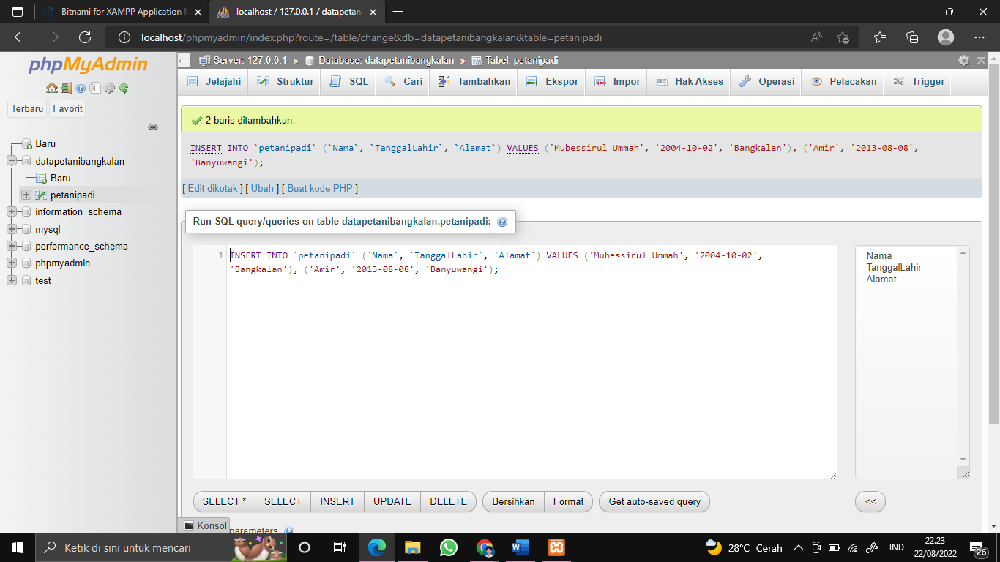 Bitnami for XAMPP Application M
localhost / 127.0.0.1 / datapetani
localhost/phpmyadmin/index.php?route=/table/change&db=datapetanibangkalan&table=petanipadi
phpMyAdmin
Terbaru Favorit
Baru
datapetanibangkalan
Baru
petanipadi
information_schema
mysql
performance_schema
phpmyadmin
test
Server: 127.0.0.1 » Database: datapetanibangkalan » Tabel: petanipadi
Jelajahi Struktur SQL Cari Tambahkan Ekspor Impor Hak Akses Operasi Pelacakan Trigger
2 baris ditambahkan.
INSERT INTO `petanipadi` (`Nama`, `TanggalLahir`, `Alamat`) VALUES ('Mubessirul Ummah', '2004-10-02', 'Bangkalan'), ('Amir', '2013-08-08',
'Banyuwangi');
[ Edit dikotak ] [ Ubah ] [ Buat kode PHP ]
Run SQL query/queries on table datapetanibangkalan.petanipadi:
1 INSERT INTO `petanipadi` (`Nama`, `TanggalLahir`, `Alamat`) VALUES ('Mubessirul Ummah', '2004-10-02',
'Bangkalan'), ('Amir', '2013-08-08', 'Banyuwangi');
Nama
TanggalLahir
Alamat
SELECT * SELECT INSERT UPDATE DELETE Bersihkan Format Get auto-saved query <<
Konsol parameters
Ketik di sini untuk mencari
28°C Cerah
IND
22.23
22/08/2022
26